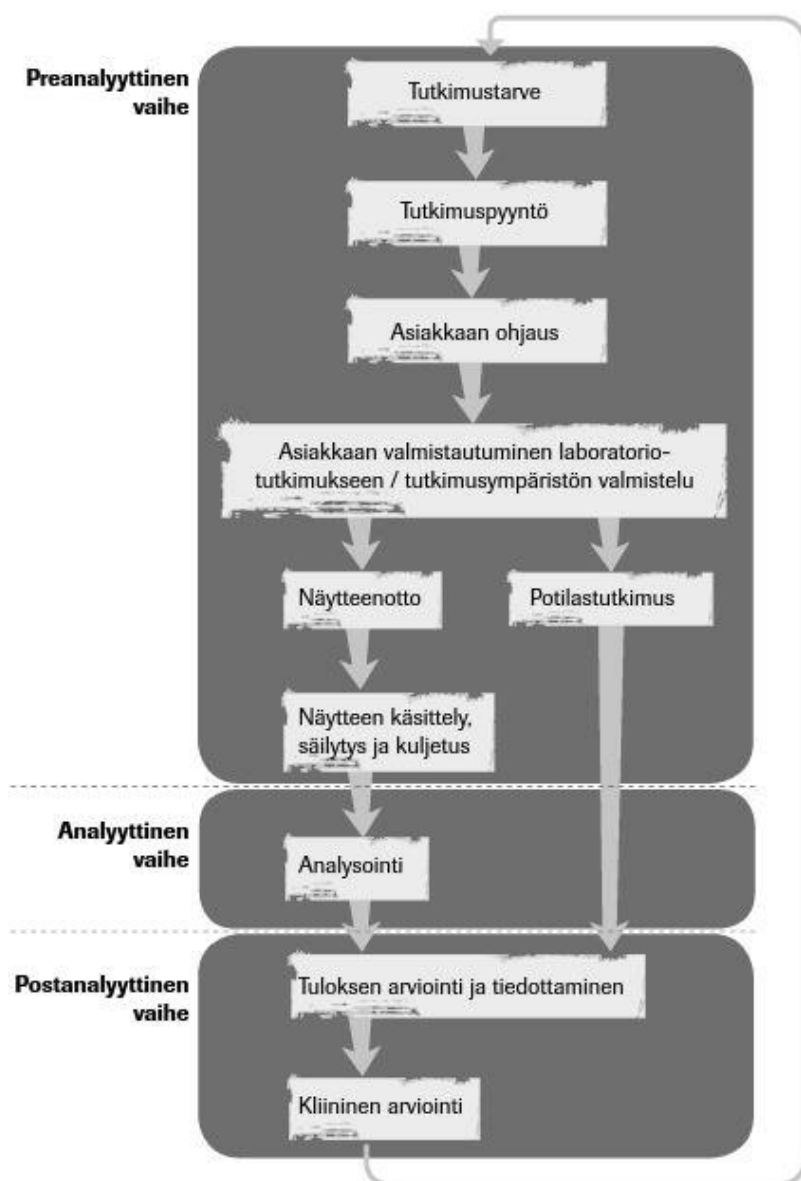 Preanalyyttinen
vaihe
Tutkimustarve
Tutkimuspyyntö
Asiakkaan ohjaus
Asiakkaan valmistautuminen laboratorio-
tutkimukseen / tutkimusympäristön valmistelu
Näytteenotto
Potilastutkimus
Näytteen käsittely,
säilytys ja kuljetus
Analyyttinen
vaihe
Analysointi
Postanalyyttinen
vaihe
Tuloksen arviointi ja tiedottaminen
Kliininen arviointi